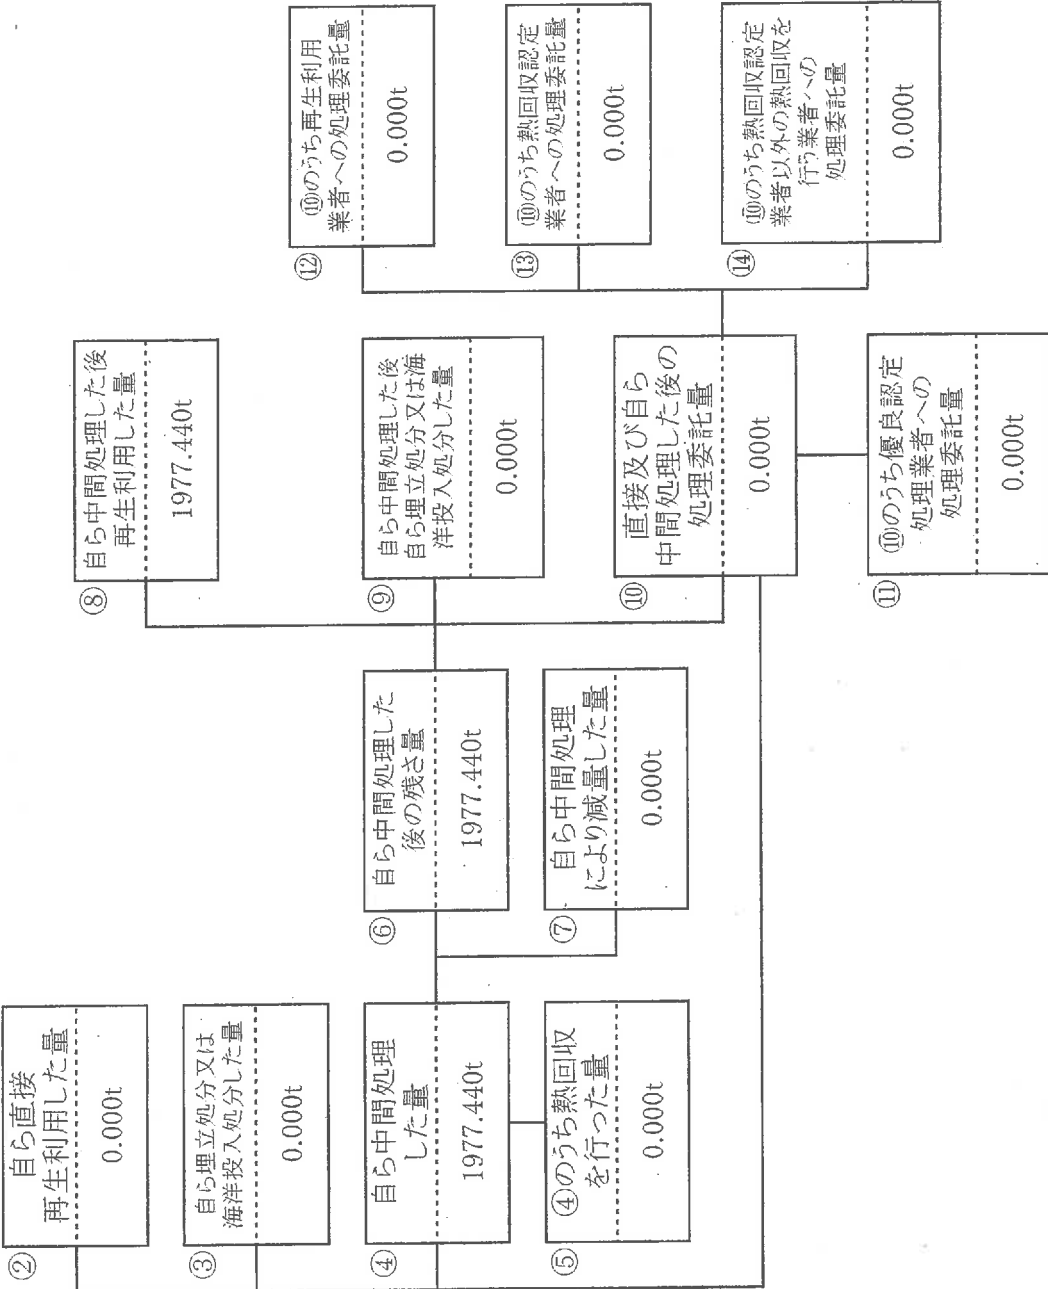 ②
自ら直接
再生利用した量
0.000t
③
自ら埋立処分又は
海洋投入処分した量
0.000t
④
自ら中間処理
した量
1977.440t
⑤
④のうち熱回収
を行った量
0.000t
⑥
自ら中間処理した
後の残さ量
1977.440t
⑦
自ら中間処理
により減量した量
0.000t
⑧
自ら中間処理した後
再生利用した量
1977.440t
⑨
自ら中間処理した後
自ら埋立処分又は海
洋投入処分した量
0.000t
⑩
直接及び自ら
中間処理した後の
処理委託量
0.000t
⑪
⑩のうち優良認定
処理業者への
処理委託量
0.000t
⑫
⑩のうち再生利用
業者への処理委託量
0.000t
⑬
⑩のうち熱回収認定
業者への処理委託量
0.000t
⑭
⑩のうち熱回収認定
業者以外の熱回収を
行う業者への
処理委託量
0.000t